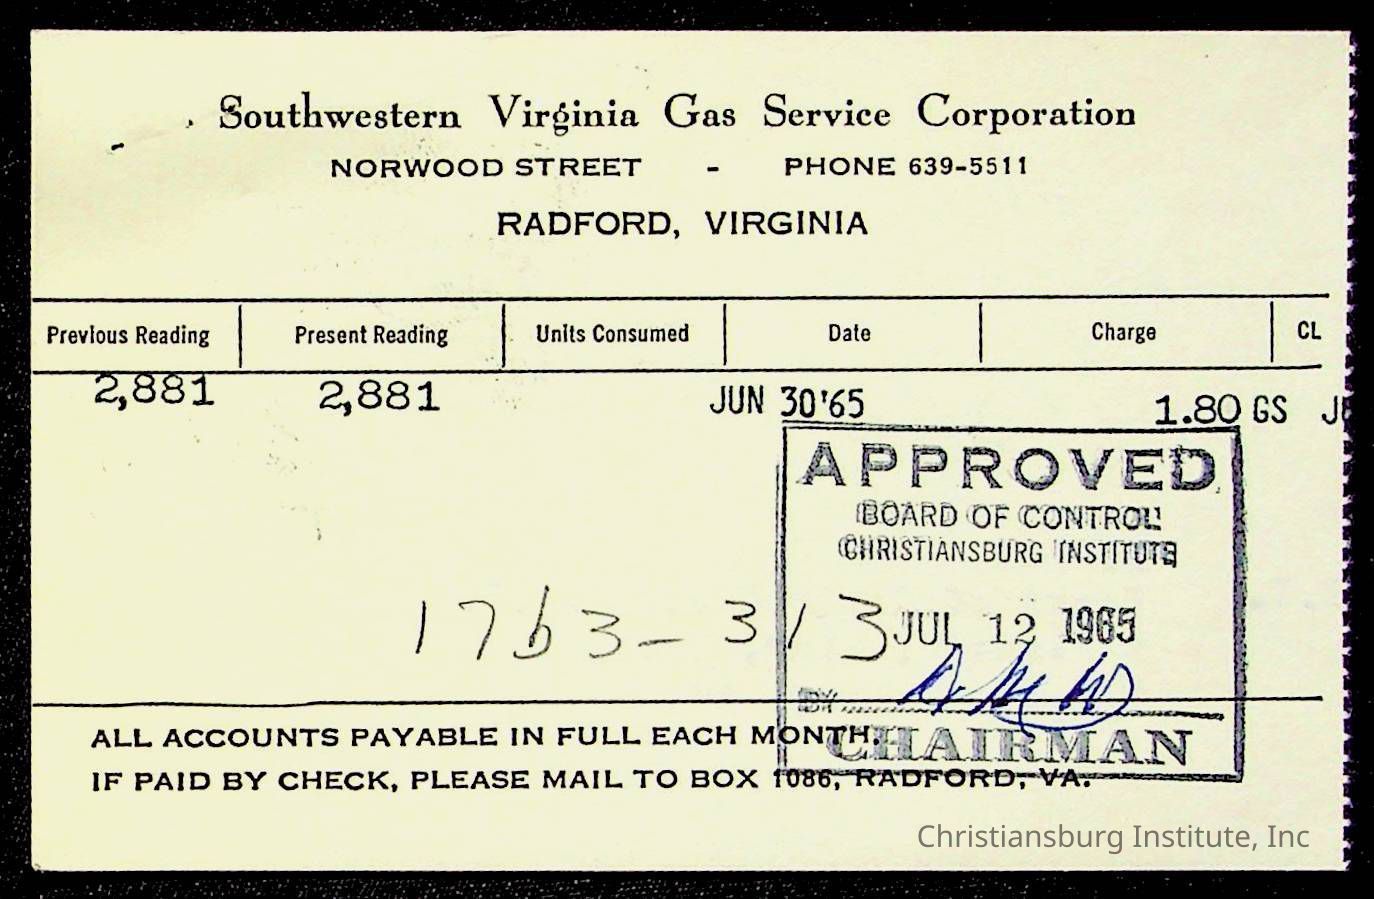 Southwestern Virginia Gas Service Corporation
NORWOOD STREET - PHONE 639-5511
RADFORD, VIRGINIA
Previous Reading Present Reading Units Consumed Date Charge CL
2,881 2,881 JUN 30'65 1.80 GS
APPROVED
BOARD OF CONTROL
CHRISTIANSBURG INSTITUTE
1763-313 JUL 12 1965
BY
CHAIRMAN
ALL ACCOUNTS PAYABLE IN FULL EACH MONTH.
IF PAID BY CHECK, PLEASE MAIL TO BOX 1086, RADFORD, VA.
Christiansburg Institute, Inc